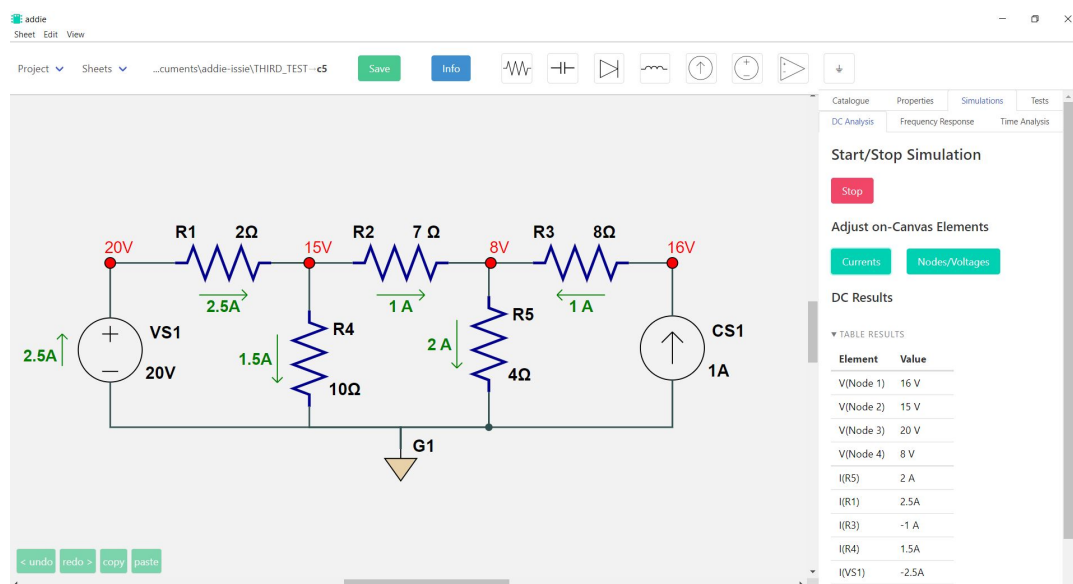 addie
Sheet Edit View
Project Sheets ...cuments\addie-issie\THIRD_TEST→c5 Save Info
Catalogue Properties Simulations Tests
DC Analysis Frequency Response Time Analysis
Start/Stop Simulation
Stop
Adjust on-Canvas Elements
Currents Nodes/Voltages
DC Results
▼ TABLE RESULTS
Element Value
V(Node 1) 16 V
V(Node 2) 15 V
V(Node 3) 20 V
V(Node 4) 8 V
I(R5) 2 A
I(R1) 2.5A
I(R3) -1 A
I(R4) 1.5A
I(VS1) -2.5A
R1 2Ω R2 7 Ω R3 8Ω
20V 15V 8V 16V
2.5A 1 A 1 A
VS1 R4 R5 CS1
2.5A 1.5A 2 A
20V 10Ω 4Ω 1A
G1
< undo redo > copy paste